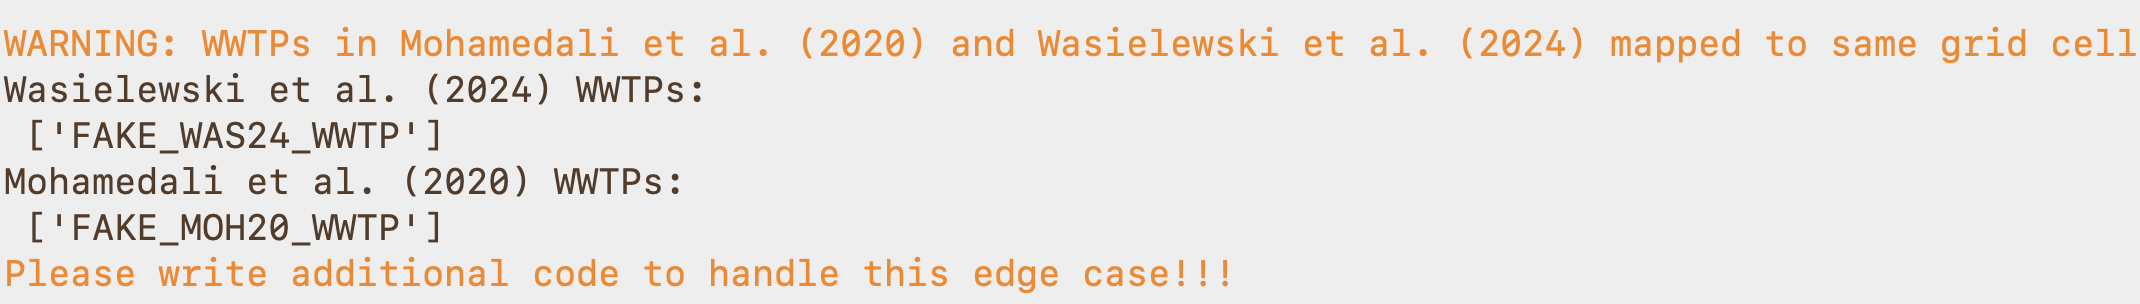 WARNING: WWTPs in Mohamedali et al. (2020) and Wasielewski et al. (2024) mapped to same grid cell
Wasielewski et al. (2024) WWTPs:
['FAKE_WAS24_WWTP']
Mohamedali et al. (2020) WWTPs:
['FAKE_MOH20_WWTP']
Please write additional code to handle this edge case!!!